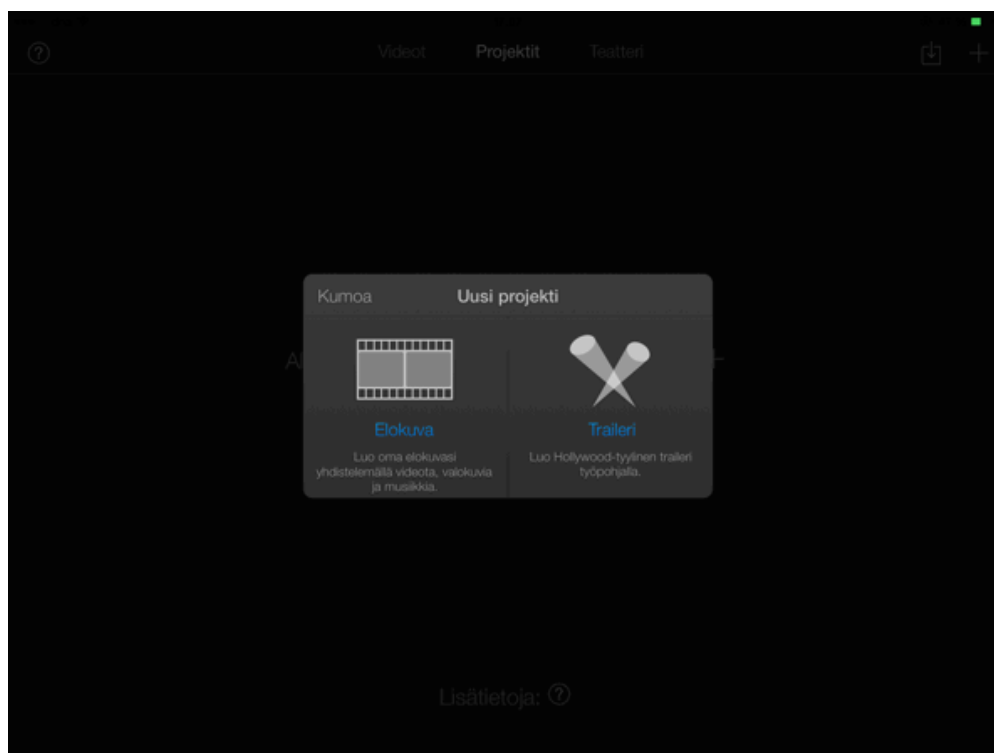 Videot Projektit Teatteri
Kumoa Uusi projekti
Elokuva Traileri
Luo oma elokuvasi
yhdistelemällä videota, valokuvia
ja musiikkia.
Luo Hollywood-tyylinen traileri
työpohjalla.
Lisätietoja: ?